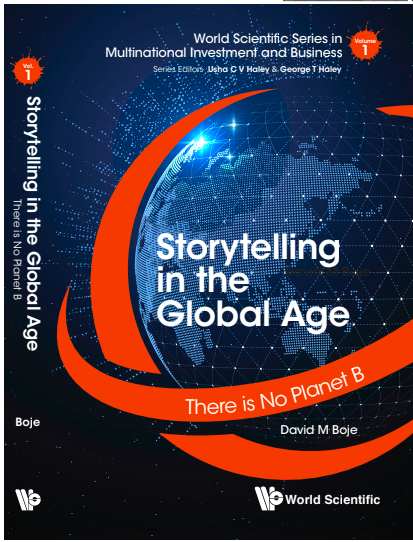 World Scientific Series in
Multinational Investment and Business
Series Editors Usha C V Haley & George T Haley
Volume
1
Vol.
1
Storytelling in the Global Age
There is No Planet B
Boje
Storytelling
in the
Global Age
There is No Planet B
David M Boje
World Scientific